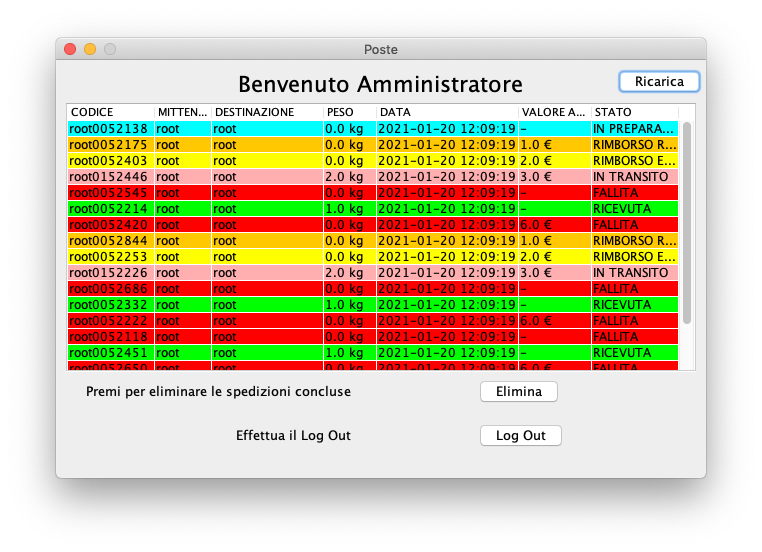 Poste
Benvenuto Amministratore Ricarica
CODICE MITTEN... DESTINAZIONE PESO DATA VALORE A... STATO
root0052138 root root 0.0 kg 2021-01-20 12:09:19 - IN PREPARA...
root0052175 root root 0.0 kg 2021-01-20 12:09:19 1.0 € RIMBORSO R...
root0052403 root root 0.0 kg 2021-01-20 12:09:19 2.0 € RIMBORSO E...
root0152446 root root 2.0 kg 2021-01-20 12:09:19 3.0 € IN TRANSITO
root0052545 root root 0.0 kg 2021-01-20 12:09:19 - FALLITA
root0052214 root root 1.0 kg 2021-01-20 12:09:19 - RICEVUTA
root0052420 root root 0.0 kg 2021-01-20 12:09:19 6.0 € FALLITA
root0052844 root root 0.0 kg 2021-01-20 12:09:19 1.0 € RIMBORSO R...
root0052253 root root 0.0 kg 2021-01-20 12:09:19 2.0 € RIMBORSO E...
root0152226 root root 2.0 kg 2021-01-20 12:09:19 3.0 € IN TRANSITO
root0052686 root root 0.0 kg 2021-01-20 12:09:19 - FALLITA
root0052332 root root 1.0 kg 2021-01-20 12:09:19 - RICEVUTA
root0052222 root root 0.0 kg 2021-01-20 12:09:19 6.0 € FALLITA
root0052118 root root 0.0 kg 2021-01-20 12:09:19 - FALLITA
root0052451 root root 1.0 kg 2021-01-20 12:09:19 - RICEVUTA
root0052650 root root 0.0 kg 2021-01-20 12:09:19 6.0 € FALLITA
Premi per eliminare le spedizioni concluse Elimina
Effettua il Log Out Log Out